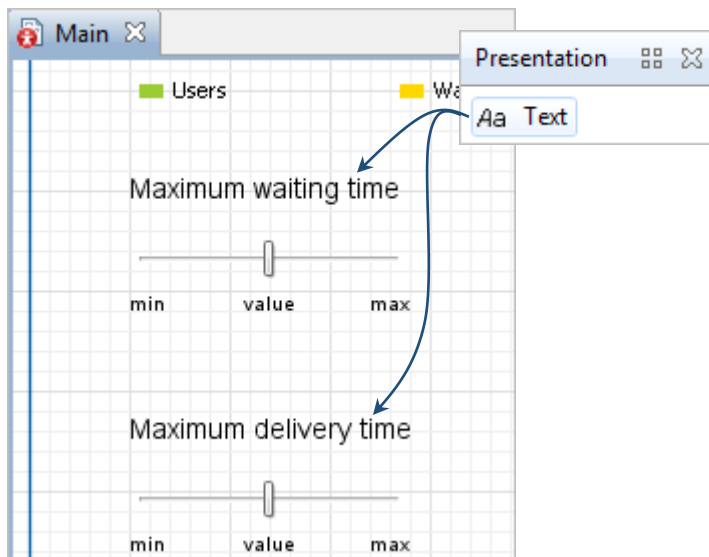 Main
Presentation
Users
Aa Text
Maximum waiting time
min value max
Maximum delivery time
min value max